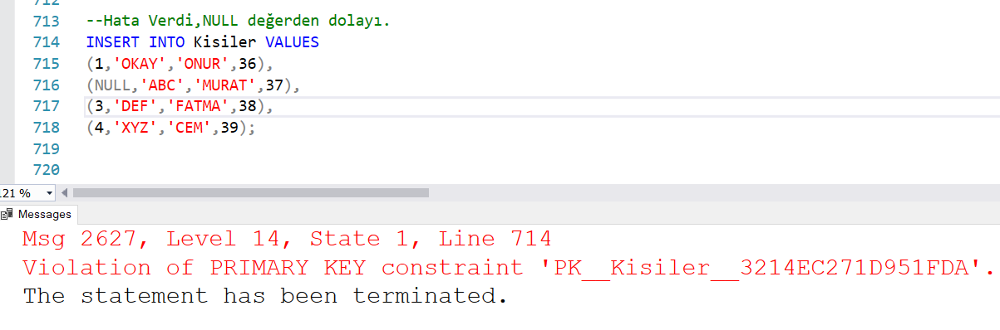 712
713 --Hata Verdi,NULL değerden dolayı.
714 INSERT INTO Kisiler VALUES
715 (1,'OKAY','ONUR',36),
716 (NULL,'ABC','MURAT',37),
717 (3,'DEF','FATMA',38),
718 (4,'XYZ','CEM',39);
719
720
121 %
Messages
Msg 2627, Level 14, State 1, Line 714
Violation of PRIMARY KEY constraint 'PK__Kisiler__3214EC271D951FDA'.
The statement has been terminated.